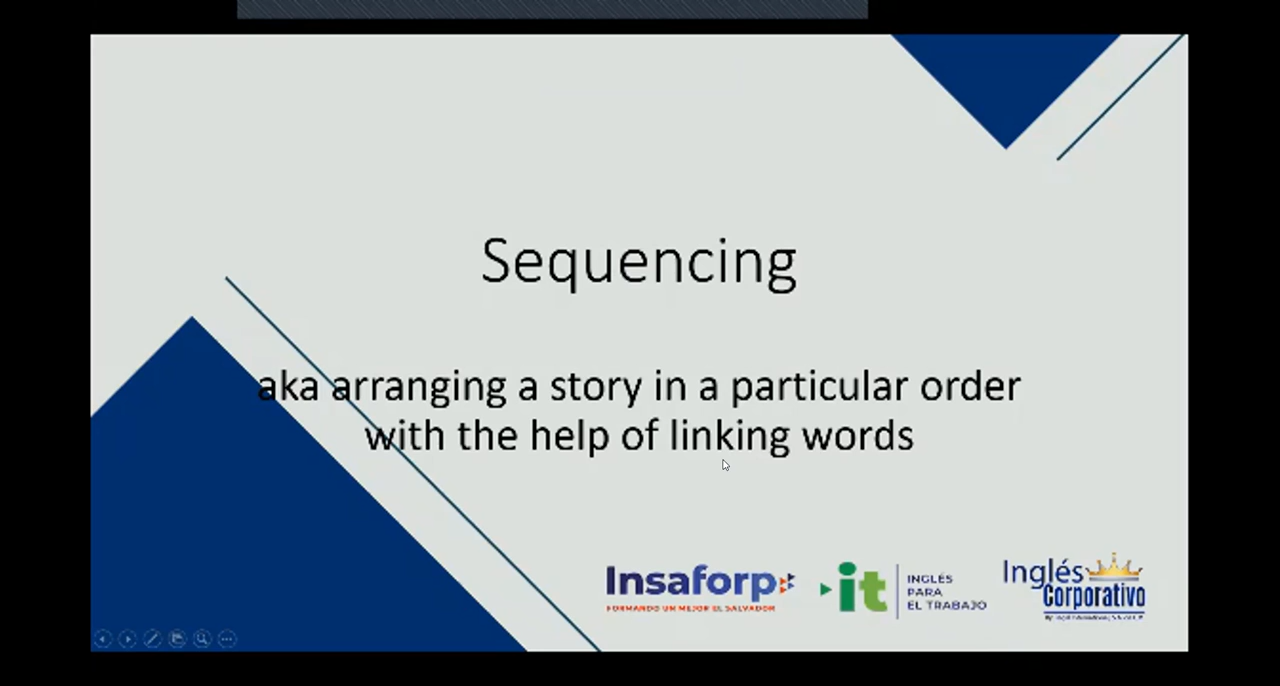 Sequencing
aka arranging a story in a particular order
with the help of linking words
Insaforp
FORMANDO UN MEJOR EL SALVADOR
it
INGLÉS
PARA
EL TRABAJO
Inglés
Corporativo